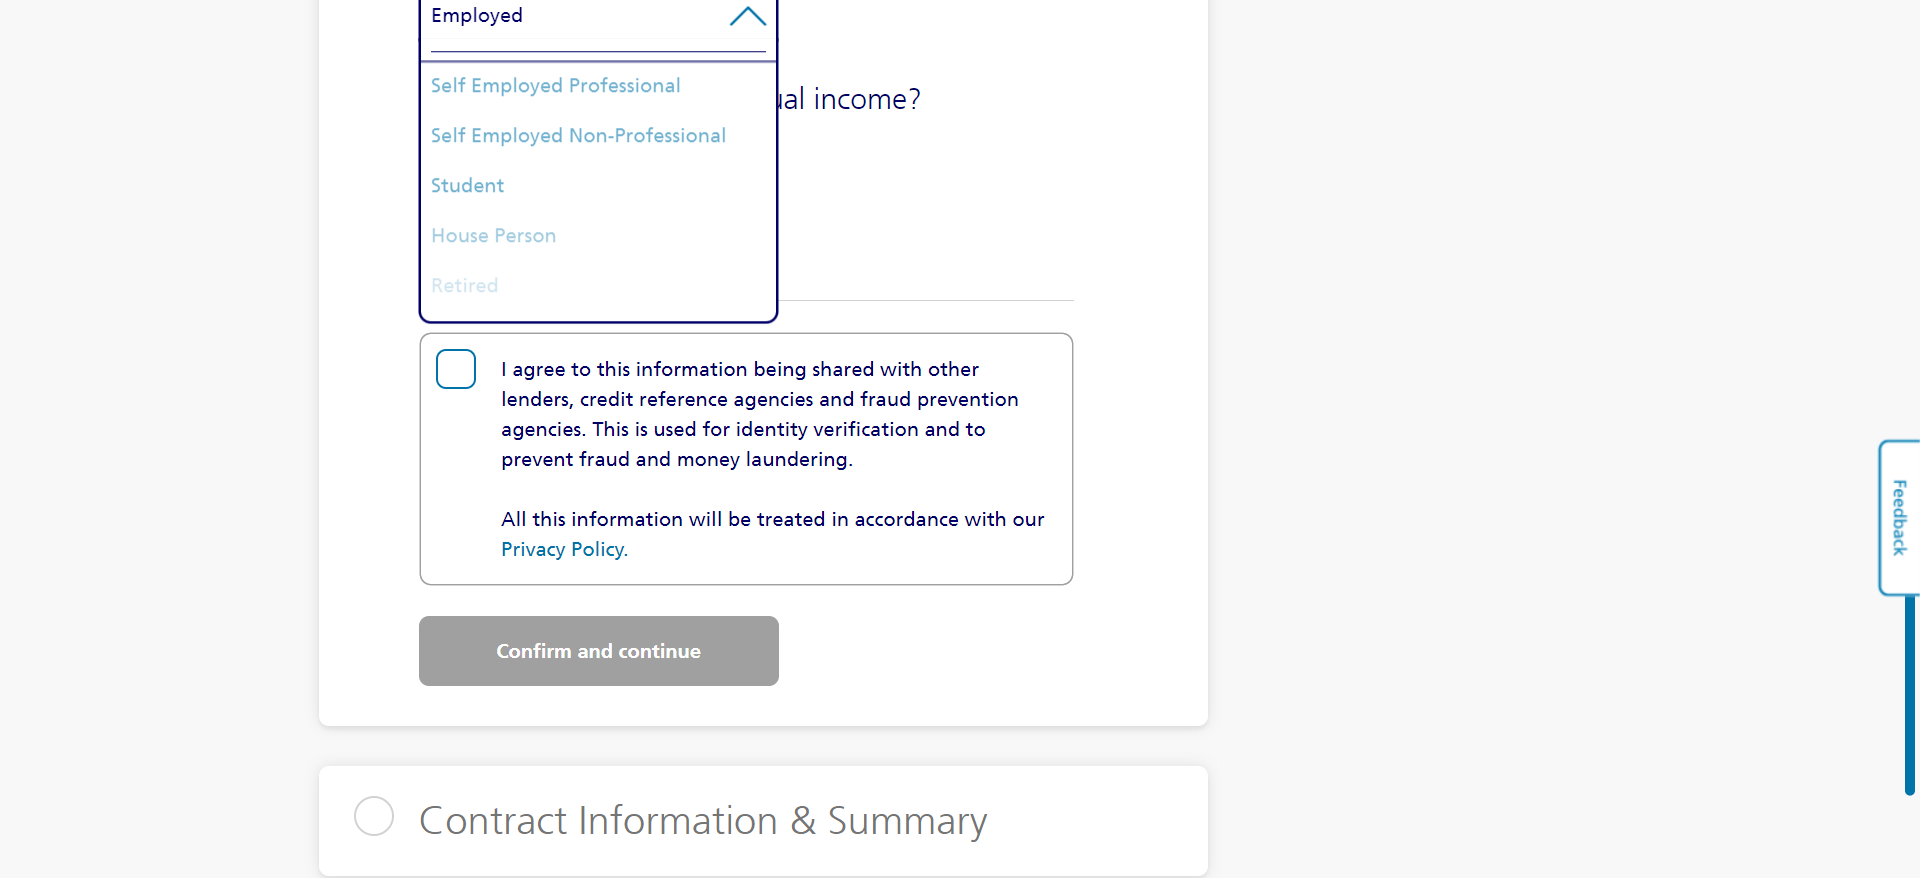 Employed
Self Employed Professional
al income?
Self Employed Non-Professional
Student
House Person
Retired
I agree to this information being shared with other
lenders, credit reference agencies and fraud prevention
agencies. This is used for identity verification and to
prevent fraud and money laundering.
All this information will be treated in accordance with our
Privacy Policy.
Confirm and continue
Contract Information & Summary
Feedback